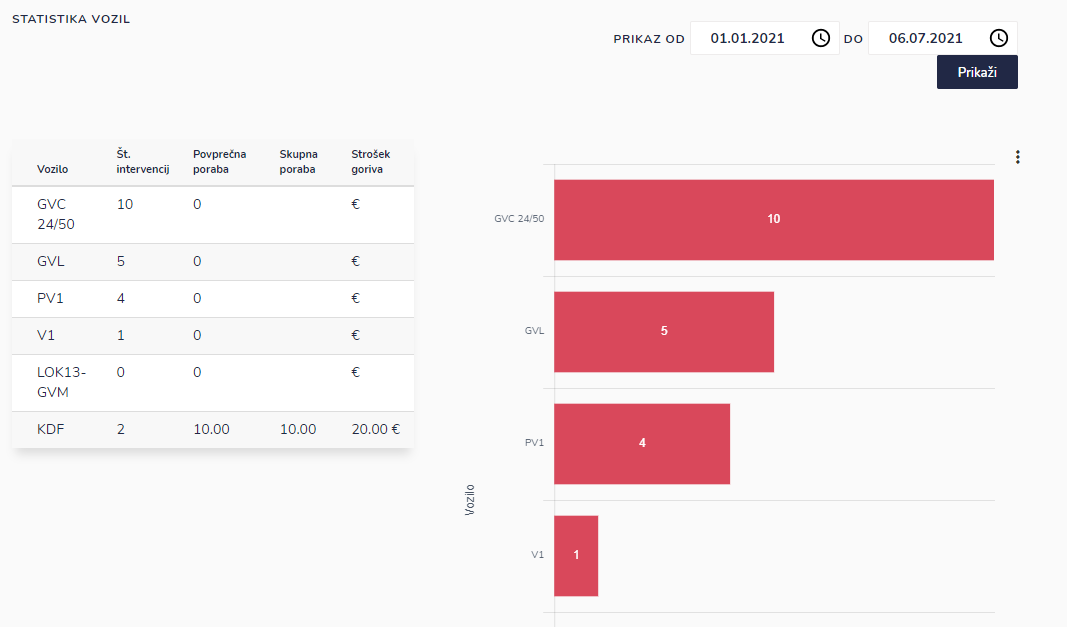 STATISTIKA VOZIL
PRIKAZ OD 01.01.2021 DO 06.07.2021
Prikaži
Vozilo Št. intervencij Povprečna poraba Skupna poraba Strošek goriva
GVC 24/50 10 0 €
GVL 5 0 €
PV1 4 0 €
V1 1 0 €
LOK13-GVM 0 0 €
KDF 2 10.00 10.00 20.00 €
Vozilo
GVC 24/50 10
GVL 5
PV1 4
V1 1